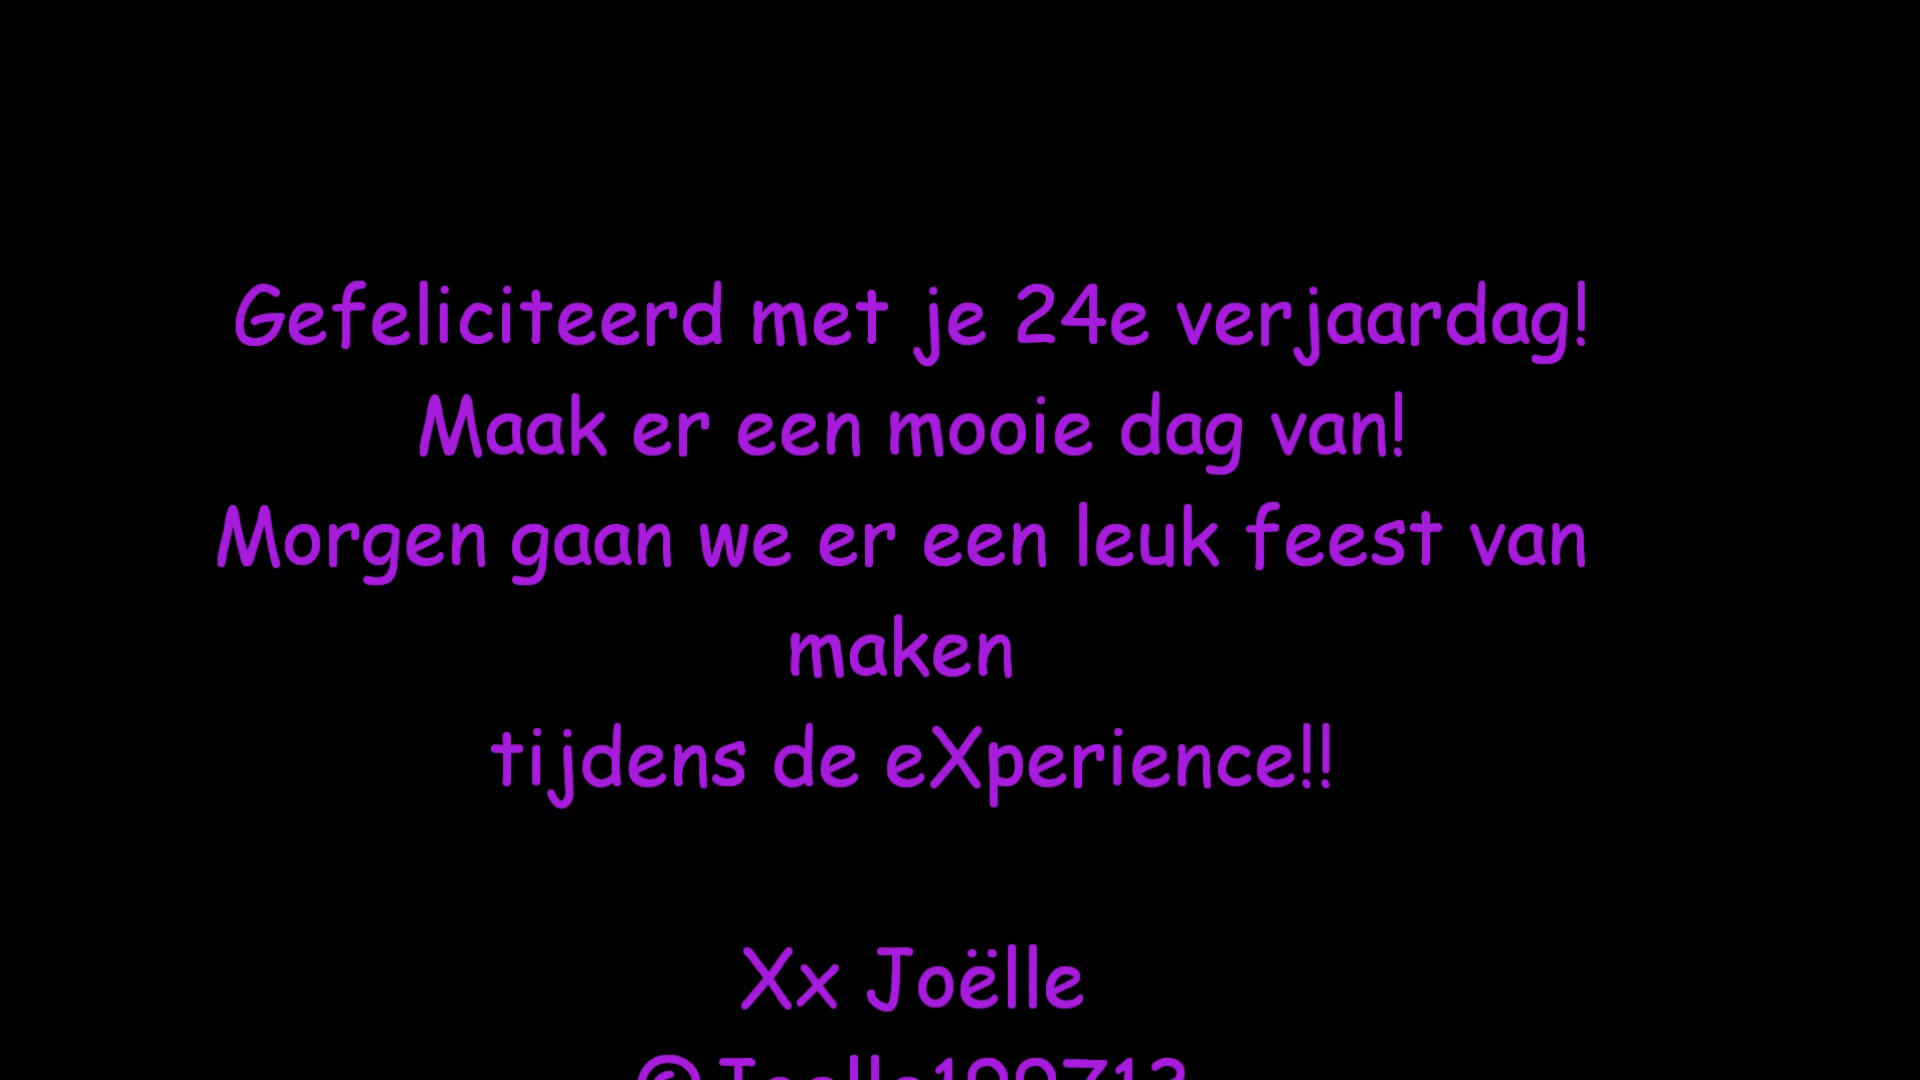 Gefeliciteerd met je 24e verjaardag!
Maak er een mooie dag van!
Morgen gaan we er een leuk feest van
maken
tijdens de eXperience!!
Xx Joëlle